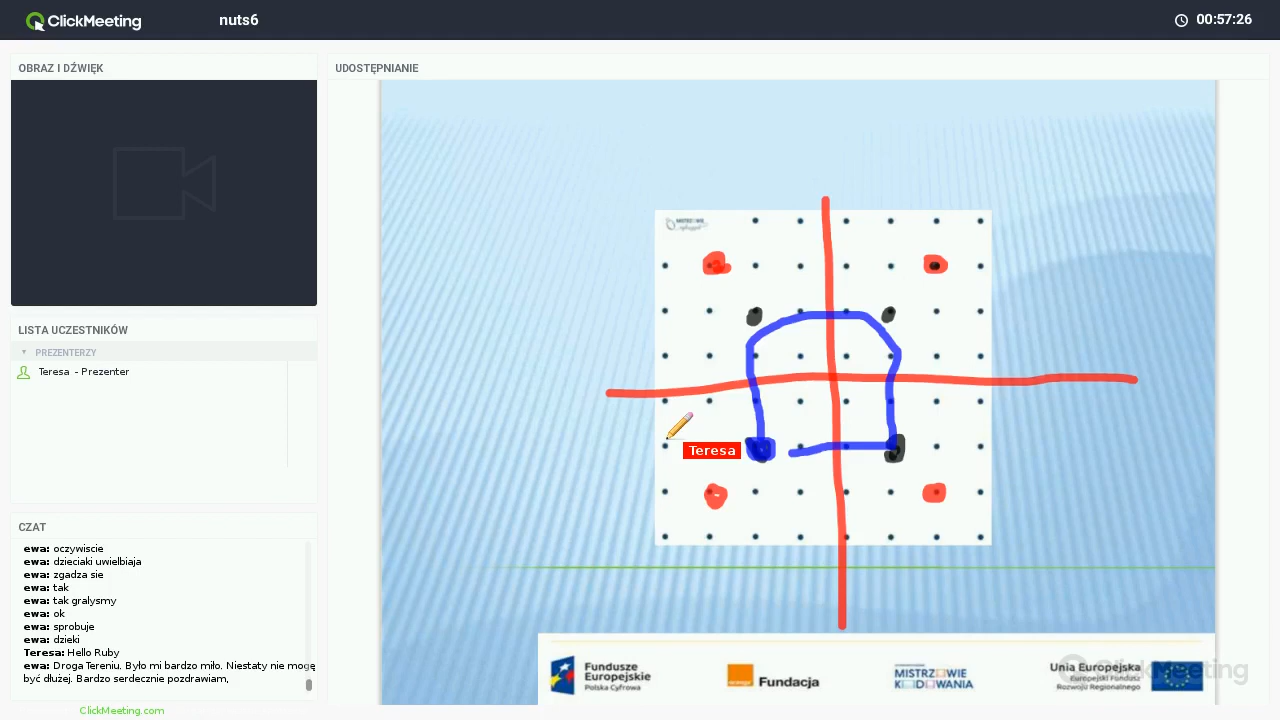 ClickMeeting
nuts6
00:57:26
OBRAZ I DŹWIĘK
UDOSTĘPNIANIE
LISTA UCZESTNIKÓW
PREZENTERZY
Teresa - Prezenter
Teresa
CZAT
ewa: oczywiscie
ewa: dzieciaki uwielbiaja
ewa: zgadza sie
ewa: tak
ewa: tak gralysmy
ewa: ok
ewa: sprobuje
ewa: dzieki
Teresa: Hello Ruby
ewa: Droga Tereniu. Było mi bardzo miło. Niestaty nie mogę
być dłużej. Bardzo serdecznie pozdrawiam,
ClickMeeting.com
Fundusze
Europejskie
Polska Cyfrowa
orange
Fundacja
MISTRZOWIE
KODOWANIA
Unia Europejska
Europejski Fundusz
Rozwoju Regionalnego
ClickMeeting